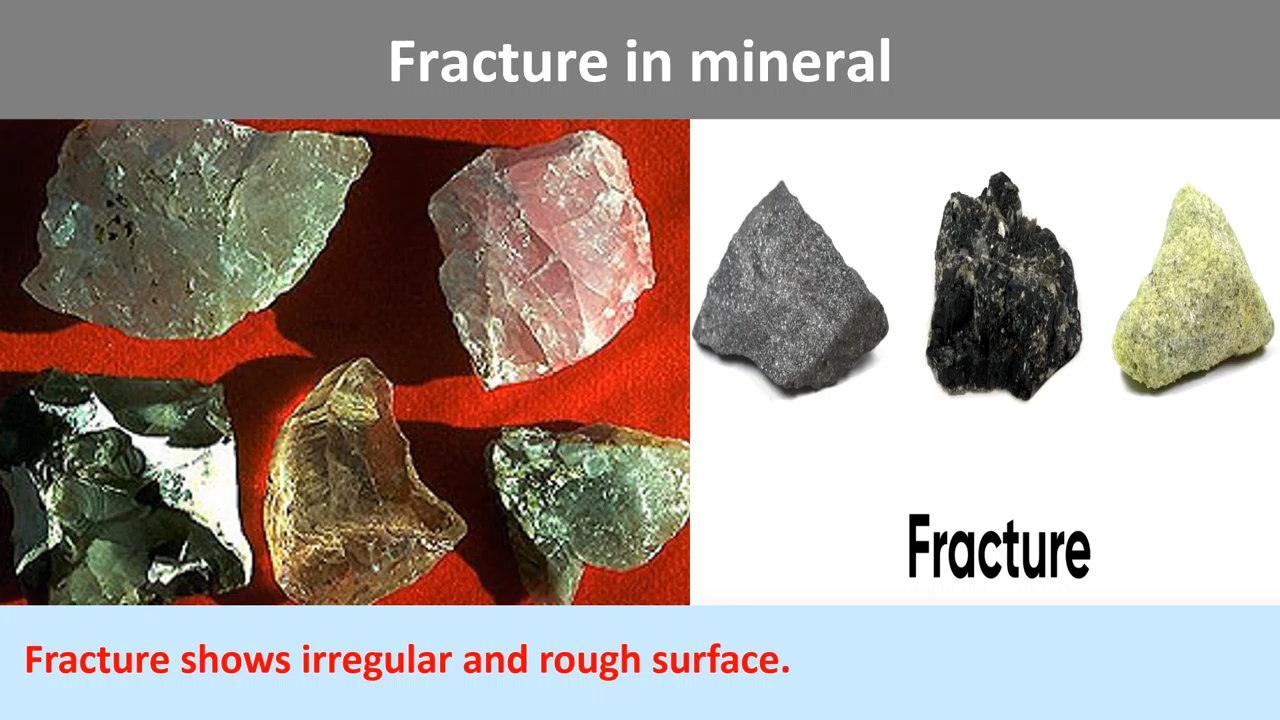 Fracture in mineral
Fracture
Fracture shows irregular and rough surface.